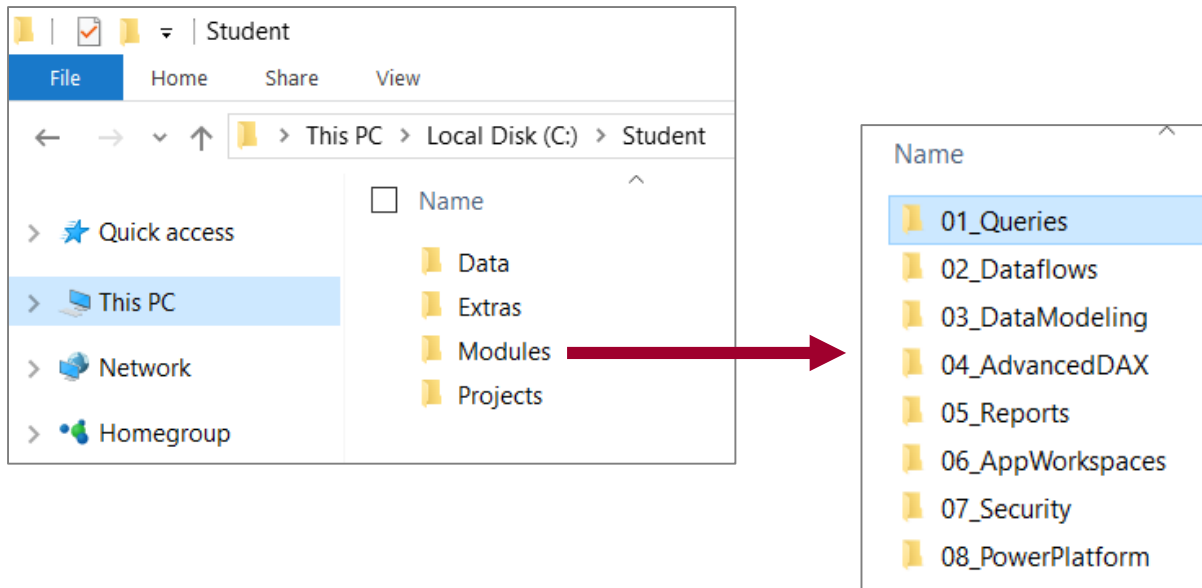 Student
File Home Share View
This PC > Local Disk (C:) > Student
Name
Quick access
This PC
Network
Homegroup
Data
Extras
Modules
Projects
Name
01_Queries
02_Dataflows
03_DataModeling
04_AdvancedDAX
05_Reports
06_AppWorkspaces
07_Security
08_PowerPlatform